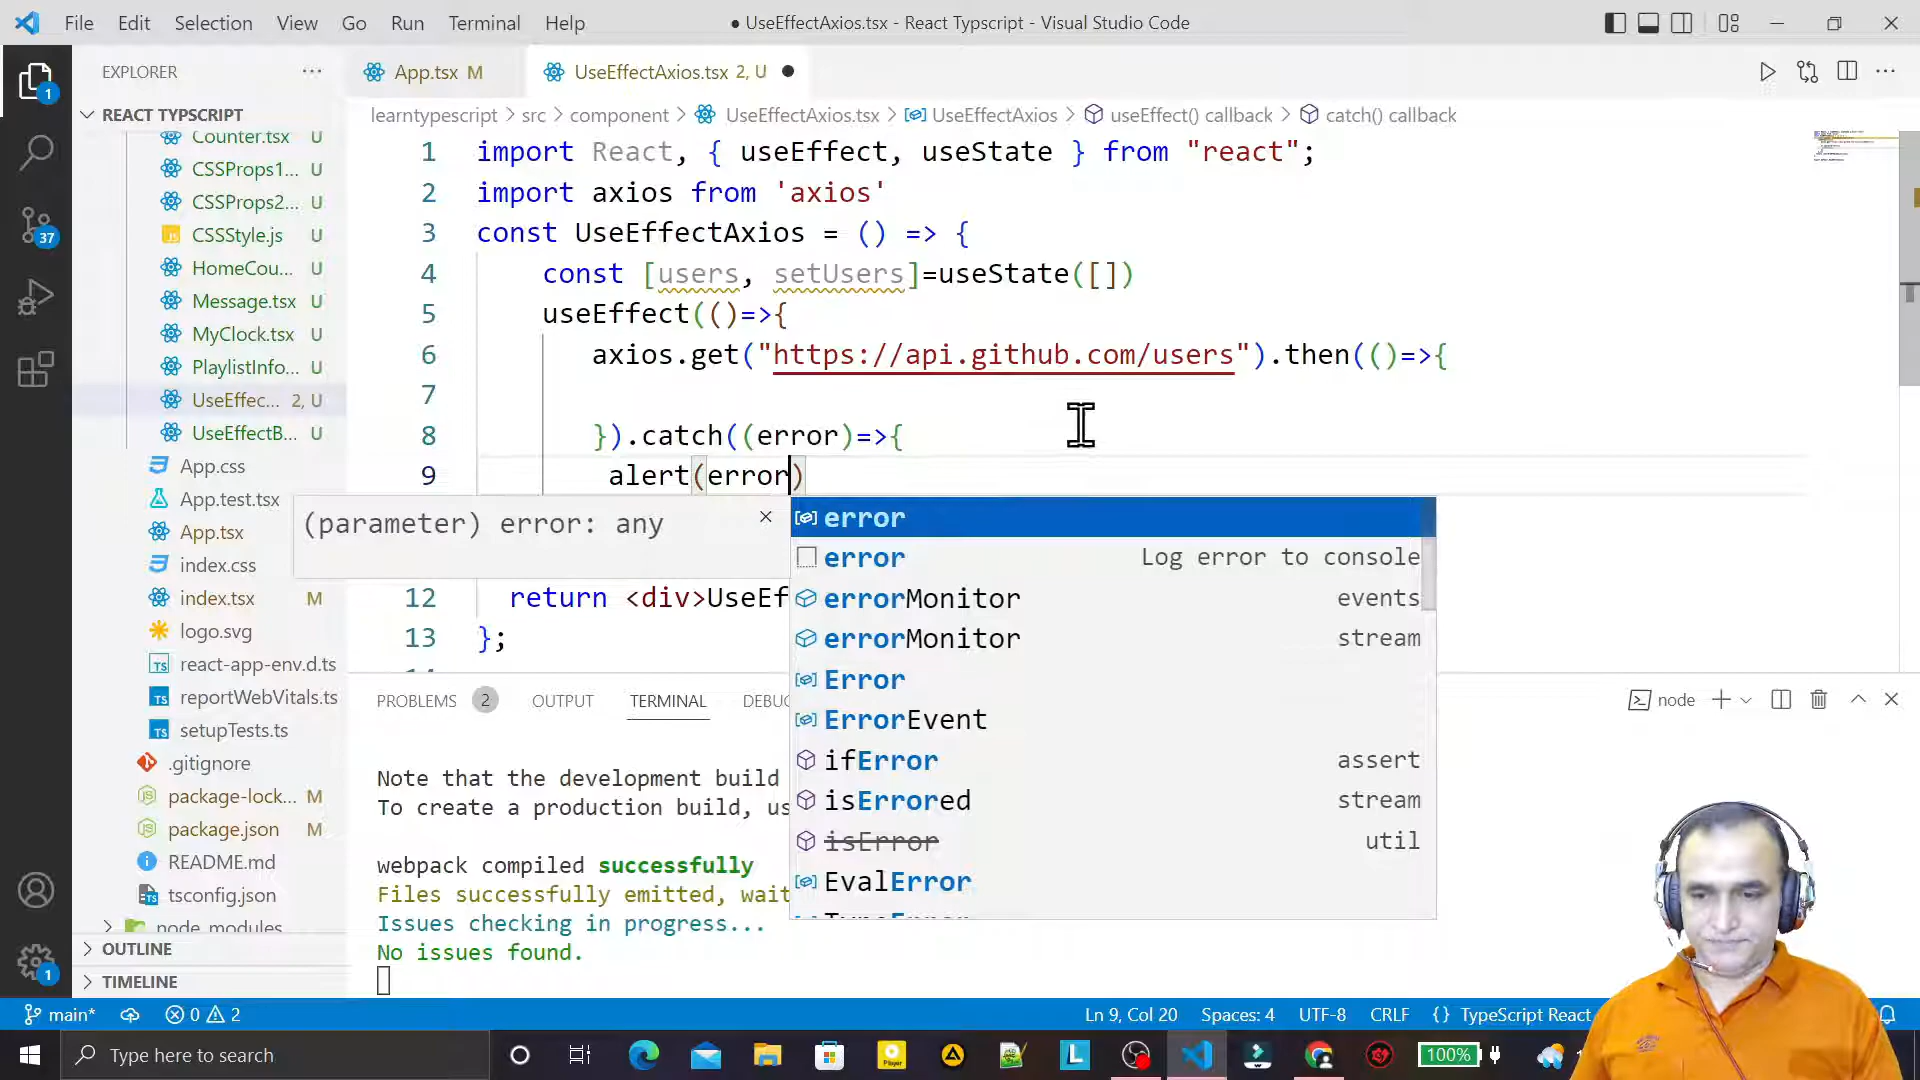 File Edit Selection View Go Run Terminal Help
● UseEffectAxios.tsx - React Typscript - Visual Studio Code
EXPLORER
App.tsx M
UseEffectAxios.tsx 2, U
1
REACT TYPSCRIPT
learntypescript > src > component > UseEffectAxios.tsx > UseEffectAxios > useEffect() callback > catch() callback
Counter.tsx U
CSSProps1... U
CSSProps2... U
CSSStyle.js U
HomeCou... U
Message.tsx U
MyClock.tsx U
PlaylistInfo... U
UseEffec... 2, U
UseEffectB... U
App.css
App.test.tsx
App.tsx
index.css
index.tsx M
logo.svg
react-app-env.d.ts
reportWebVitals.ts
setupTests.ts
.gitignore
package-lock... M
package.json M
README.md
tsconfig.json
node_modules
OUTLINE
TIMELINE
37
1
1 import React, { useEffect, useState } from "react";
2 import axios from 'axios'
3 const UseEffectAxios = () => {
4 const [users, setUsers]=useState([])
5 useEffect(()=>{
6 axios.get("https://api.github.com/users").then(()=>{
7
8 }).catch((error)=>{
9 alert(error)
12 return <div>UseEf
13 };
(parameter) error: any
error
error Log error to console
errorMonitor events
errorMonitor stream
Error
ErrorEvent
ifError assert
isErrored stream
isError util
EvalError
TypeError
PROBLEMS 2 OUTPUT TERMINAL DEBU
node
Note that the development build
To create a production build, us
webpack compiled successfully
Files successfully emitted, wait
Issues checking in progress...
No issues found.
main* 0 2
Ln 9, Col 20 Spaces: 4 UTF-8 CRLF {} TypeScript React
Type here to search
Player
L
100%